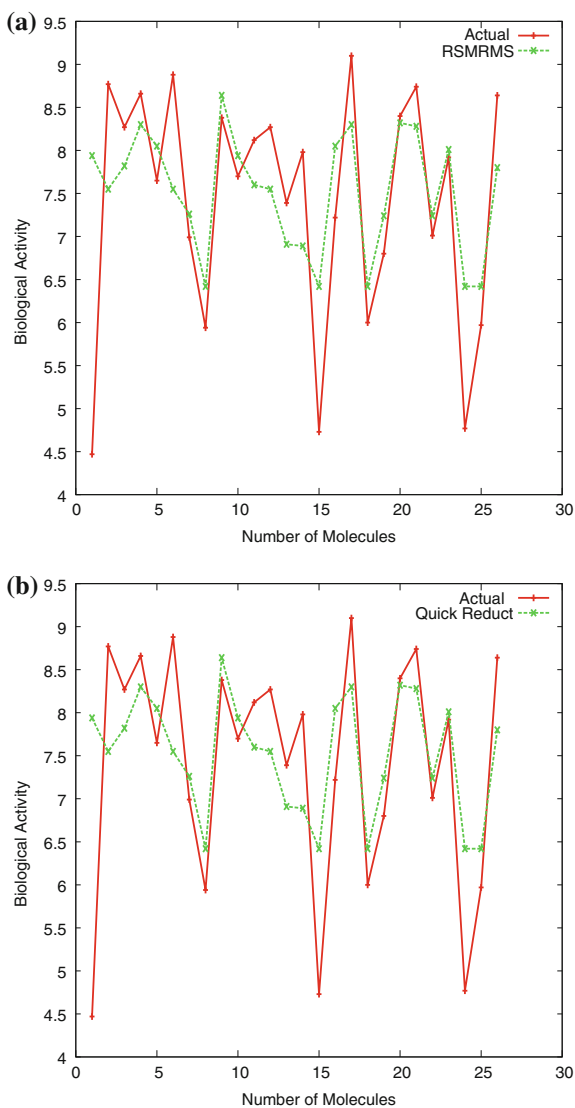 (a)
9.5
9
8.5
8
7.5
7
6.5
6
5.5
5
4.5
4
Biological Activity
Actual
RSMRMS
0 5 10 15 20 25 30
Number of Molecules
(b)
9.5
9
8.5
8
7.5
7
6.5
6
5.5
5
4.5
4
Biological Activity
Actual
Quick Reduct
0 5 10 15 20 25 30
Number of Molecules